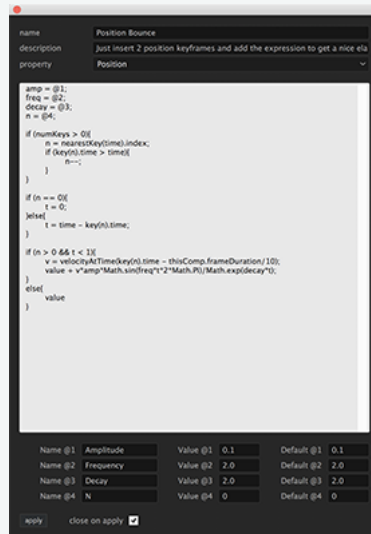 name Position Bounce
description Just insert 2 position keyframes and add the expression to get a nice ela
property Position
amp = @1;
freq = @2;
decay = @3;
n = @4;
if (numKeys > 0){
n = nearestKey(time).index;
if (key(n).time > time){
n--;
}
}
if (n == 0){
t = 0;
}else{
t = time - key(n).time;
}
if (n > 0 && t < 1){
v = velocityAtTime(key(n).time - thisComp.frameDuration/10);
value + v*amp*Math.sin(freq*t*2*Math.PI)/Math.exp(decay*t);
}
else{
value
}
Name @1 Amplitude Value @1 0.1 Default @1 0.1
Name @2 Frequency Value @2 2.0 Default @2 2.0
Name @3 Decay Value @3 2.0 Default @3 2.0
Name @4 N Value @4 0 Default @4 0
apply close on apply